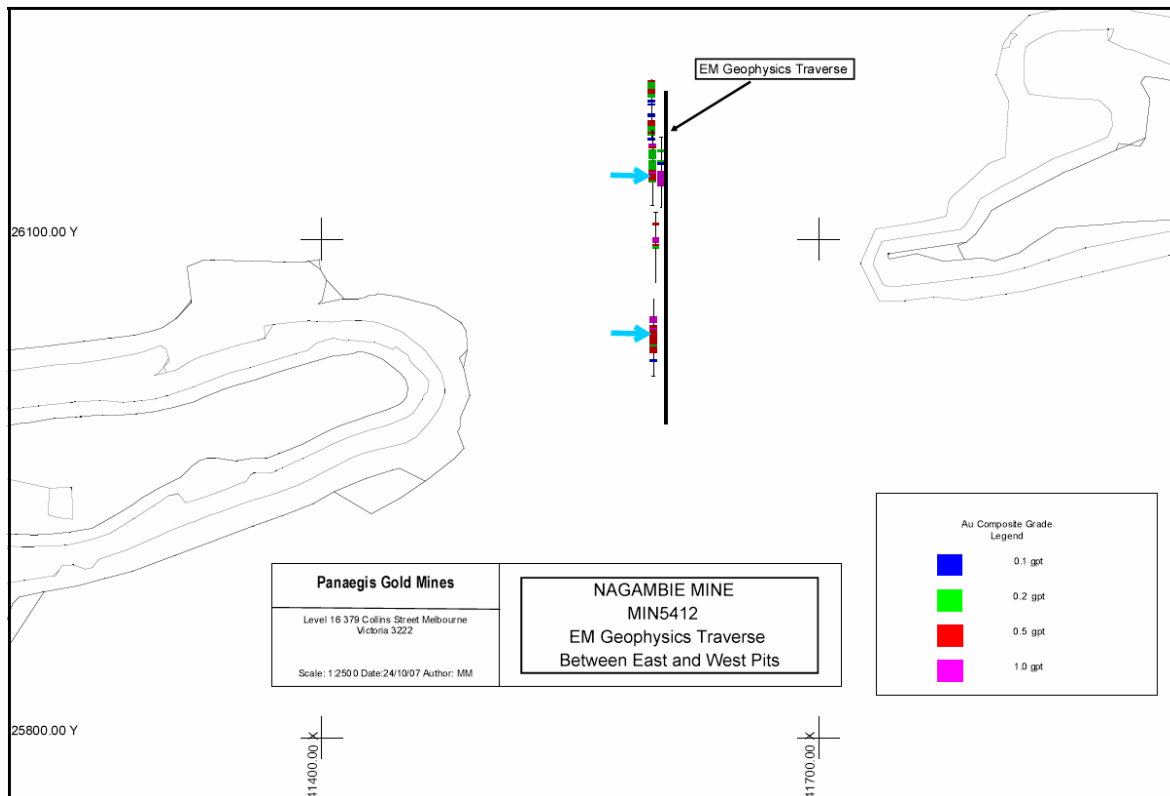 EM Geophysics Traverse
26100.00 Y
Au Composite Grade
Legend
0.1 gpt
0.2 gpt
0.5 gpt
1.0 gpt
Panaegis Gold Mines
Level 16 379 Collins Street Melbourne
Victoria 3222
Scale: 1:2500 Date:24/10/07 Author: MM
NAGAMBIE MINE
MIN5412
EM Geophysics Traverse
Between East and West Pits
25800.00 Y
41400.00 X
41700.00 X